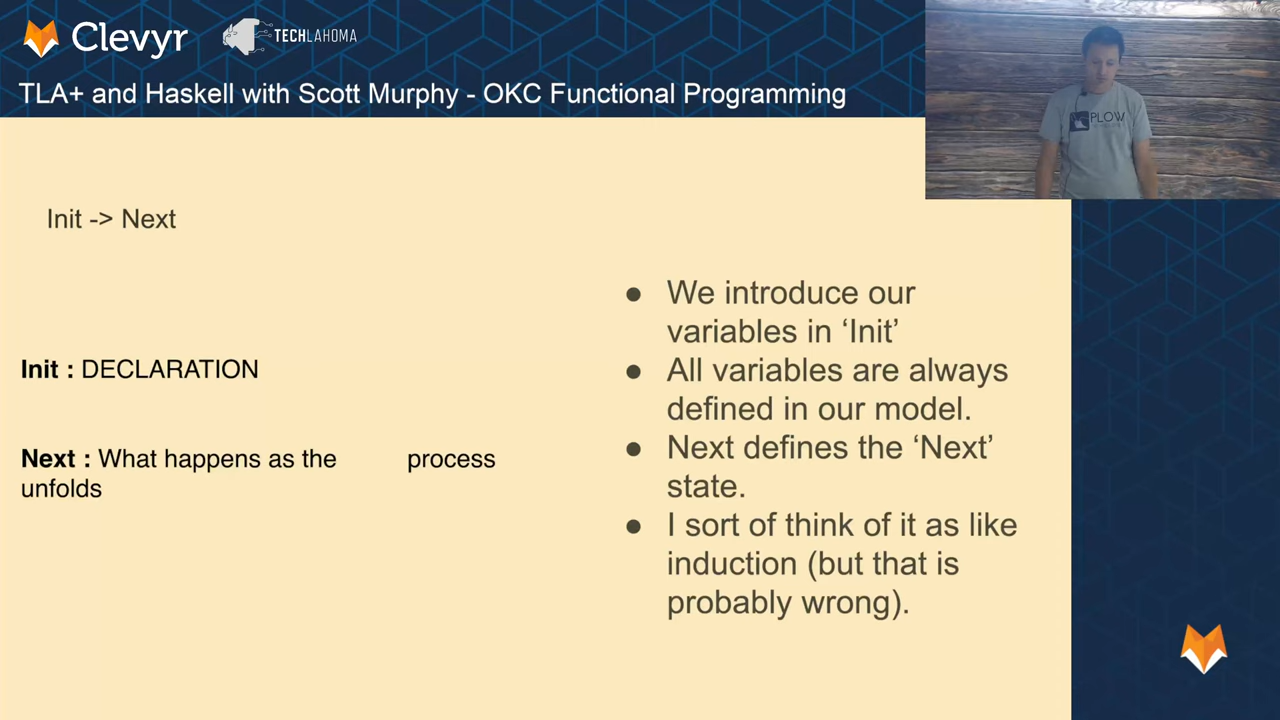 Clevyr
TECHLAHOMA
TLA+ and Haskell with Scott Murphy - OKC Functional Programming
PLOW
Init -> Next
Init : DECLARATION
Next : What happens as the process
unfolds
● We introduce our
variables in ‘Init’
● All variables are always
defined in our model.
● Next defines the ‘Next’
state.
● I sort of think of it as like
induction (but that is
probably wrong).